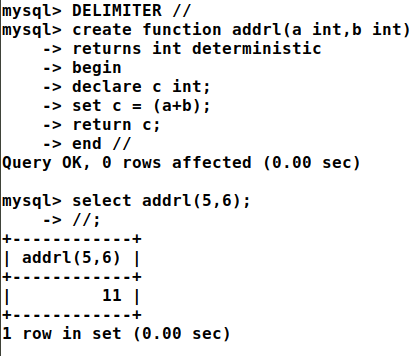 mysql> DELIMITER //
mysql> create function addrl(a int,b int)
    -> returns int deterministic
    -> begin
    -> declare c int;
    -> set c = (a+b);
    -> return c;
    -> end //
Query OK, 0 rows affected (0.00 sec)

mysql> select addrl(5,6);
    -> //;
+------------+
| addrl(5,6) |
+------------+
|         11 |
+------------+
1 row in set (0.00 sec)